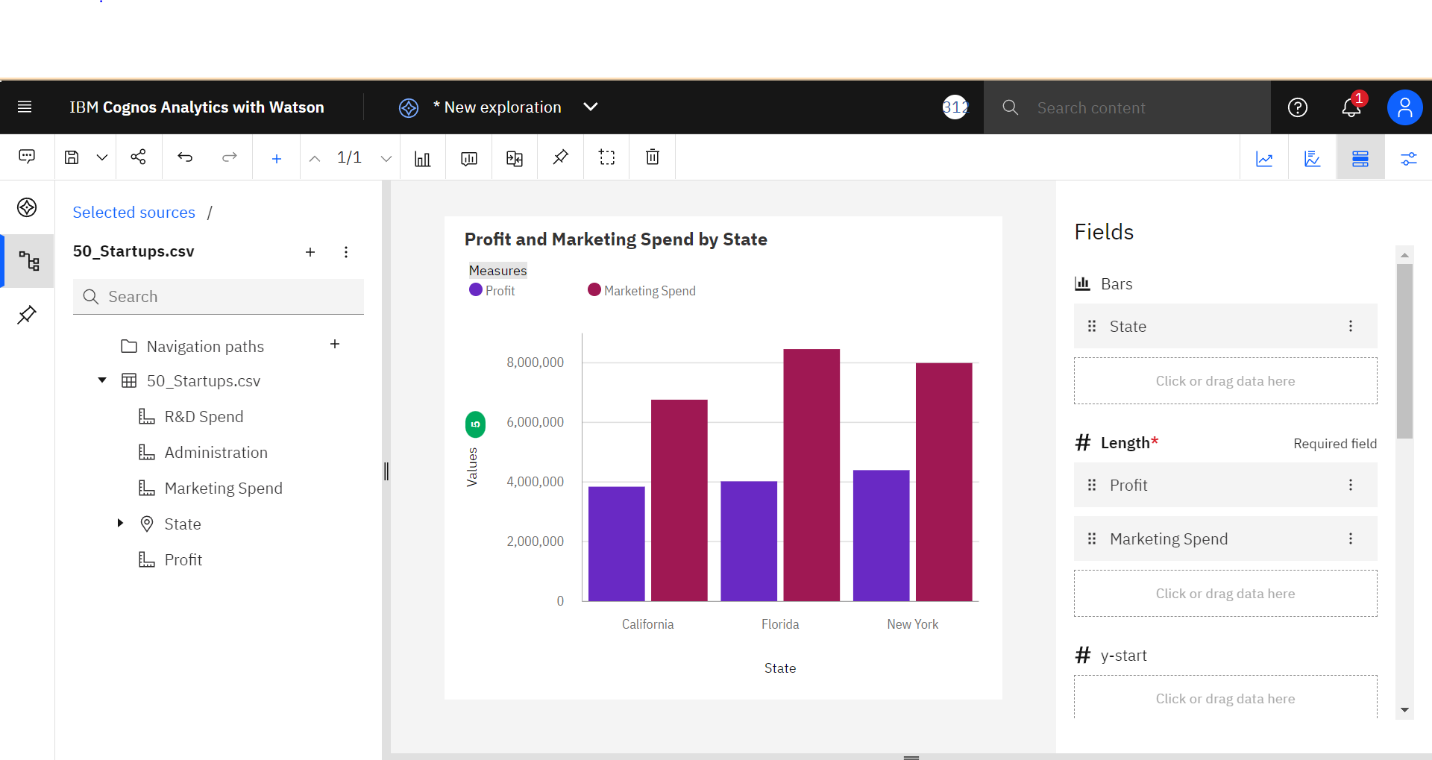 IBM Cognos Analytics with Watson
* New exploration
312
Search content
1
1/1
Selected sources /
50_Startups.csv
Search
Navigation paths
50_Startups.csv
R&D Spend
Administration
Marketing Spend
State
Profit
Profit and Marketing Spend by State
Measures
Profit
Marketing Spend
8,000,000
6,000,000
4,000,000
2,000,000
0
Values
5
California
Florida
New York
State
Fields
Bars
State
Click or drag data here
# Length* Required field
Profit
Marketing Spend
Click or drag data here
# y-start
Click or drag data here